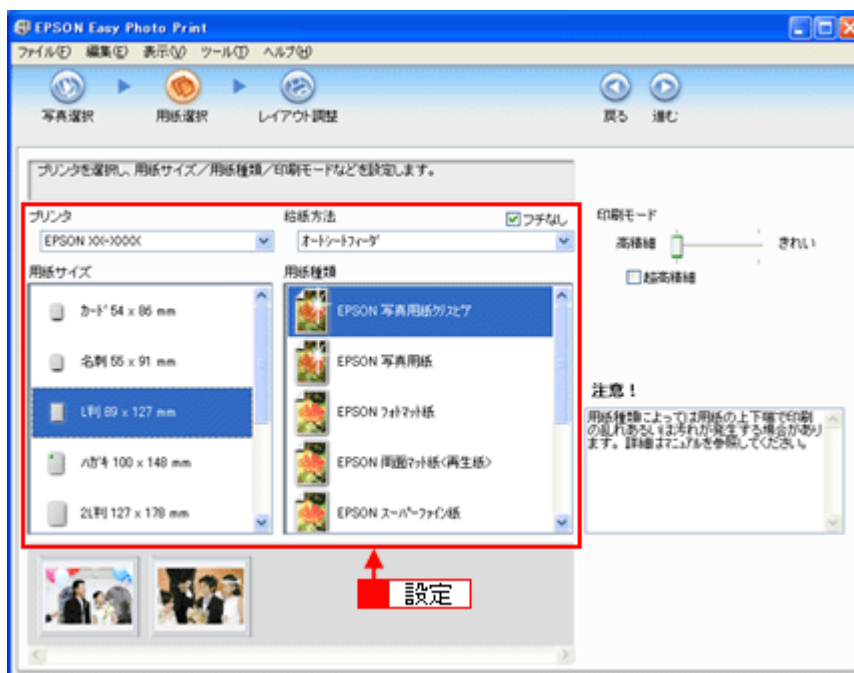 EPSON Easy Photo Print
ファイル(F) 編集(E) 表示(V) ツール(T) ヘルプ(H)
写真選択 用紙選択 レイアウト調整 戻る 進む
プリンタを選択し、用紙サイズ/用紙種類/印刷モードなどを設定します。
プリンタ 給紙方法 フチなし
EPSON XX-XXXX オートシートフィーダ
用紙サイズ 用紙種類
カード 54 x 86 mm
名刺 55 x 91 mm
L判 89 x 127 mm
ハガキ 100 x 148 mm
2L判 127 x 178 mm
EPSON 写真用紙クリスピア
EPSON 写真用紙
EPSON フォトマット紙
EPSON 両面マット紙<再生紙>
EPSON スーパーファイン紙
印刷モード
高精細 きれい
超高精細
注意!
用紙種類によっては用紙の上下端で印刷
の乱れあるいは汚れが発生する場合があり
ます。詳細はマニュアルを参照してください。
設定